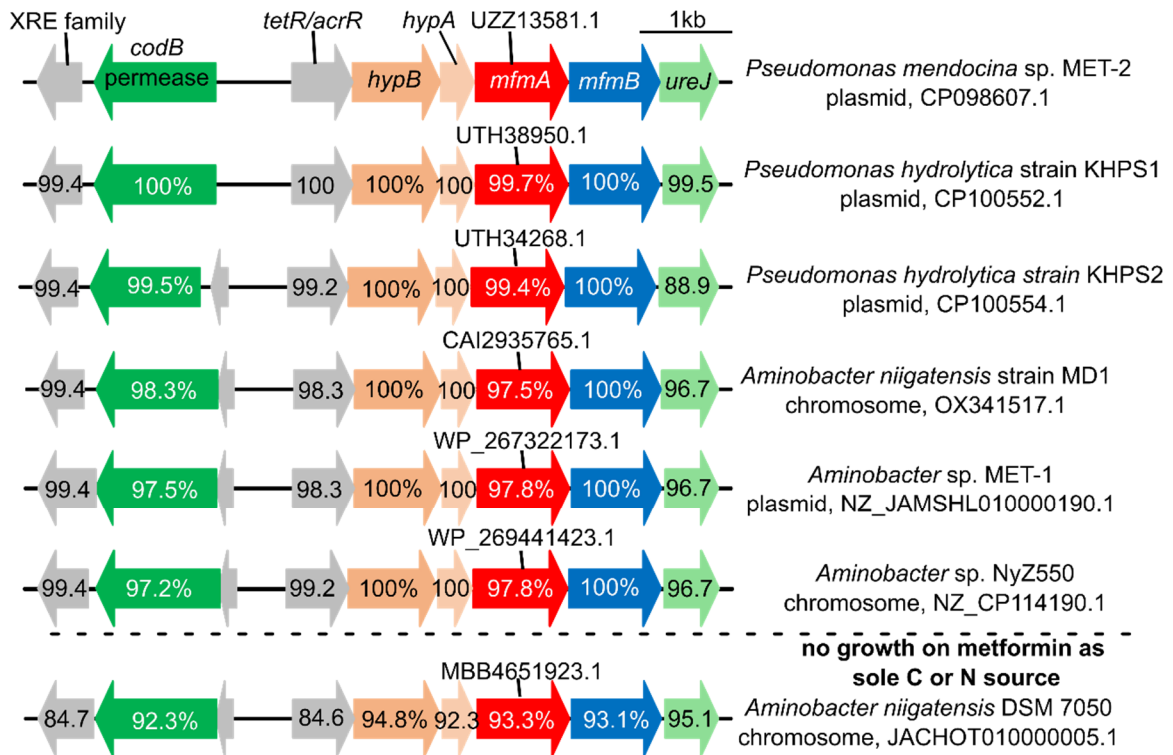 XRE family
codB
permease
tetR/acrR
hypA
UZZ13581.1
1kb
hypB
mfmA
mfmB
ureJ
Pseudomonas mendocina sp. MET-2
plasmid, CP098607.1
UTH38950.1
99.4
100%
100
100%
100
99.7%
100%
99.5
Pseudomonas hydrolytica strain KHPS1
plasmid, CP100552.1
UTH34268.1
99.4
99.5%
99.2
100%
100
99.4%
100%
88.9
Pseudomonas hydrolytica strain KHPS2
plasmid, CP100554.1
CAI2935765.1
99.4
98.3%
98.3
100%
100
97.5%
100%
96.7
Aminobacter niigatensis strain MD1
chromosome, OX341517.1
WP_267322173.1
99.4
97.5%
98.3
100%
100
97.8%
100%
96.7
Aminobacter sp. MET-1
plasmid, NZ_JAMSHL010000190.1
WP_269441423.1
99.4
97.2%
99.2
100%
100
97.8%
100%
96.7
Aminobacter sp. NyZ550
chromosome, NZ_CP114190.1
no growth on metformin as
sole C or N source
MBB4651923.1
84.7
92.3%
84.6
94.8%
92.3
93.3%
93.1%
95.1
Aminobacter niigatensis DSM 7050
chromosome, JACHOT010000005.1